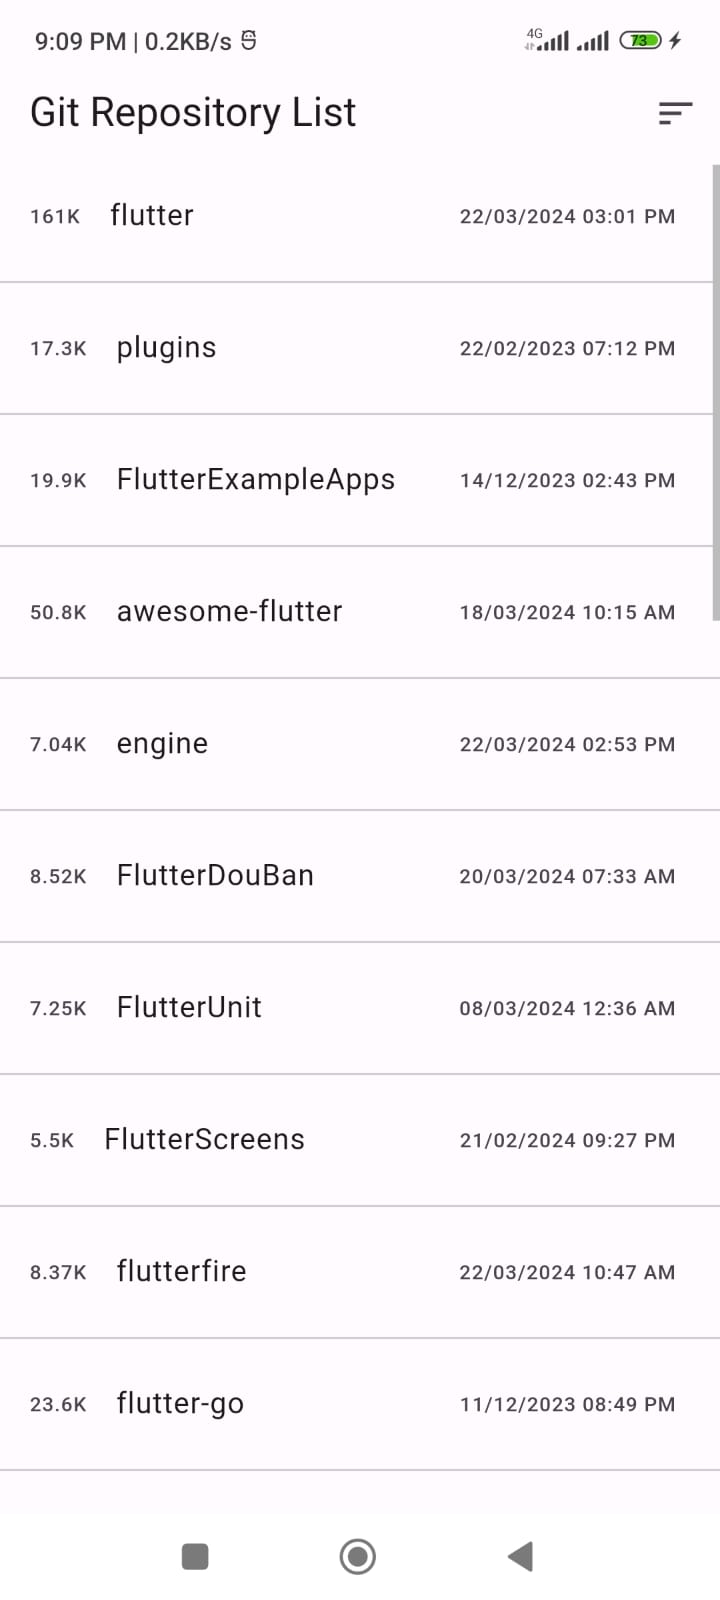 9:09 PM | 0.2KB/s 4G 73
Git Repository List
161K flutter 22/03/2024 03:01 PM
17.3K plugins 22/02/2023 07:12 PM
19.9K FlutterExampleApps 14/12/2023 02:43 PM
50.8K awesome-flutter 18/03/2024 10:15 AM
7.04K engine 22/03/2024 02:53 PM
8.52K FlutterDouBan 20/03/2024 07:33 AM
7.25K FlutterUnit 08/03/2024 12:36 AM
5.5K FlutterScreens 21/02/2024 09:27 PM
8.37K flutterfire 22/03/2024 10:47 AM
23.6K flutter-go 11/12/2023 08:49 PM